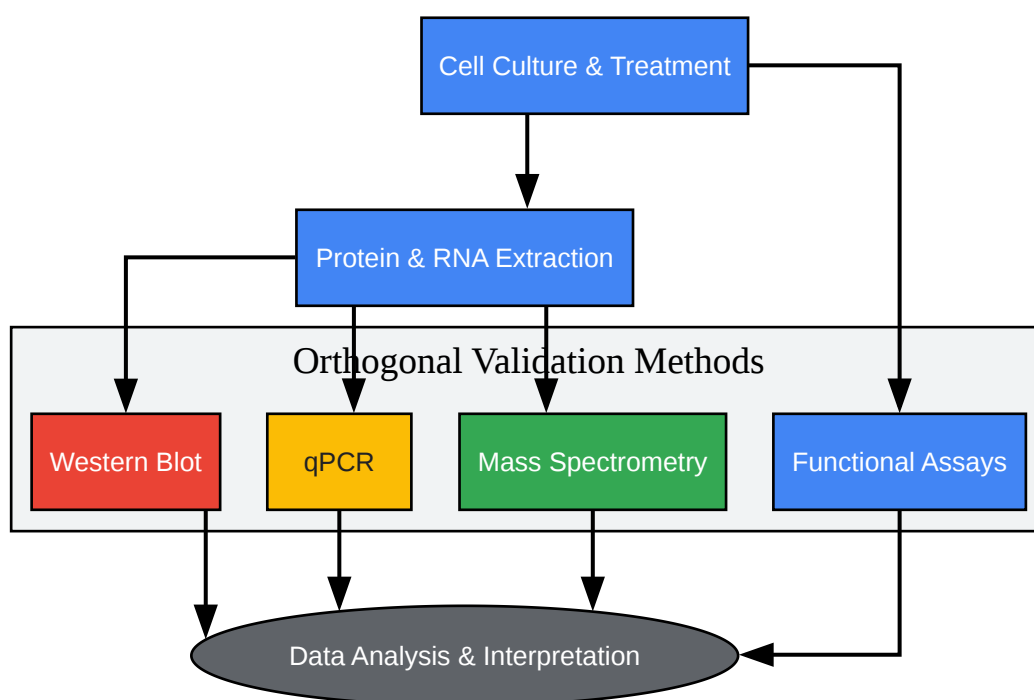 Cell Culture & Treatment
Protein & RNA Extraction
Orthogonal Validation Methods
Western Blot
qPCR
Mass Spectrometry
Functional Assays
Data Analysis & Interpretation